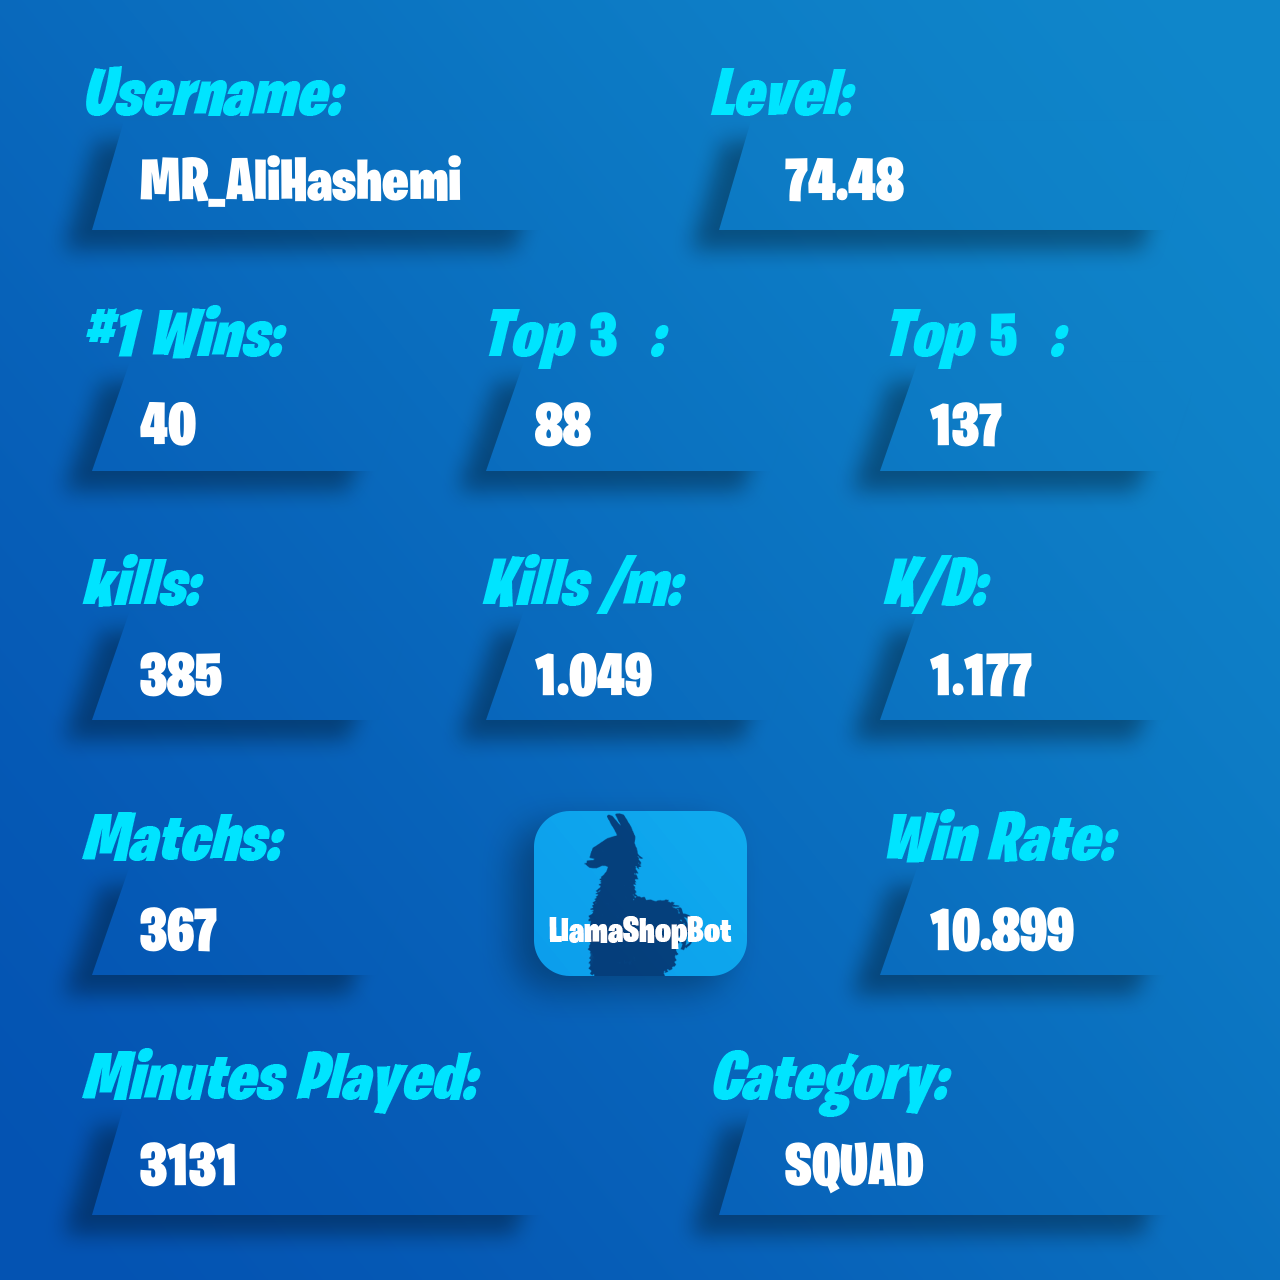 Username: Level:
MR_AliHashemi 74.48
#1 Wins: Top 3 : Top 5 :
40 88 137
kills: Kills /m: K/D:
385 1.049 1.177
Matchs: Win Rate:
367 LlamaShopBot 10.899
Minutes Played: Category:
3131 SQUAD